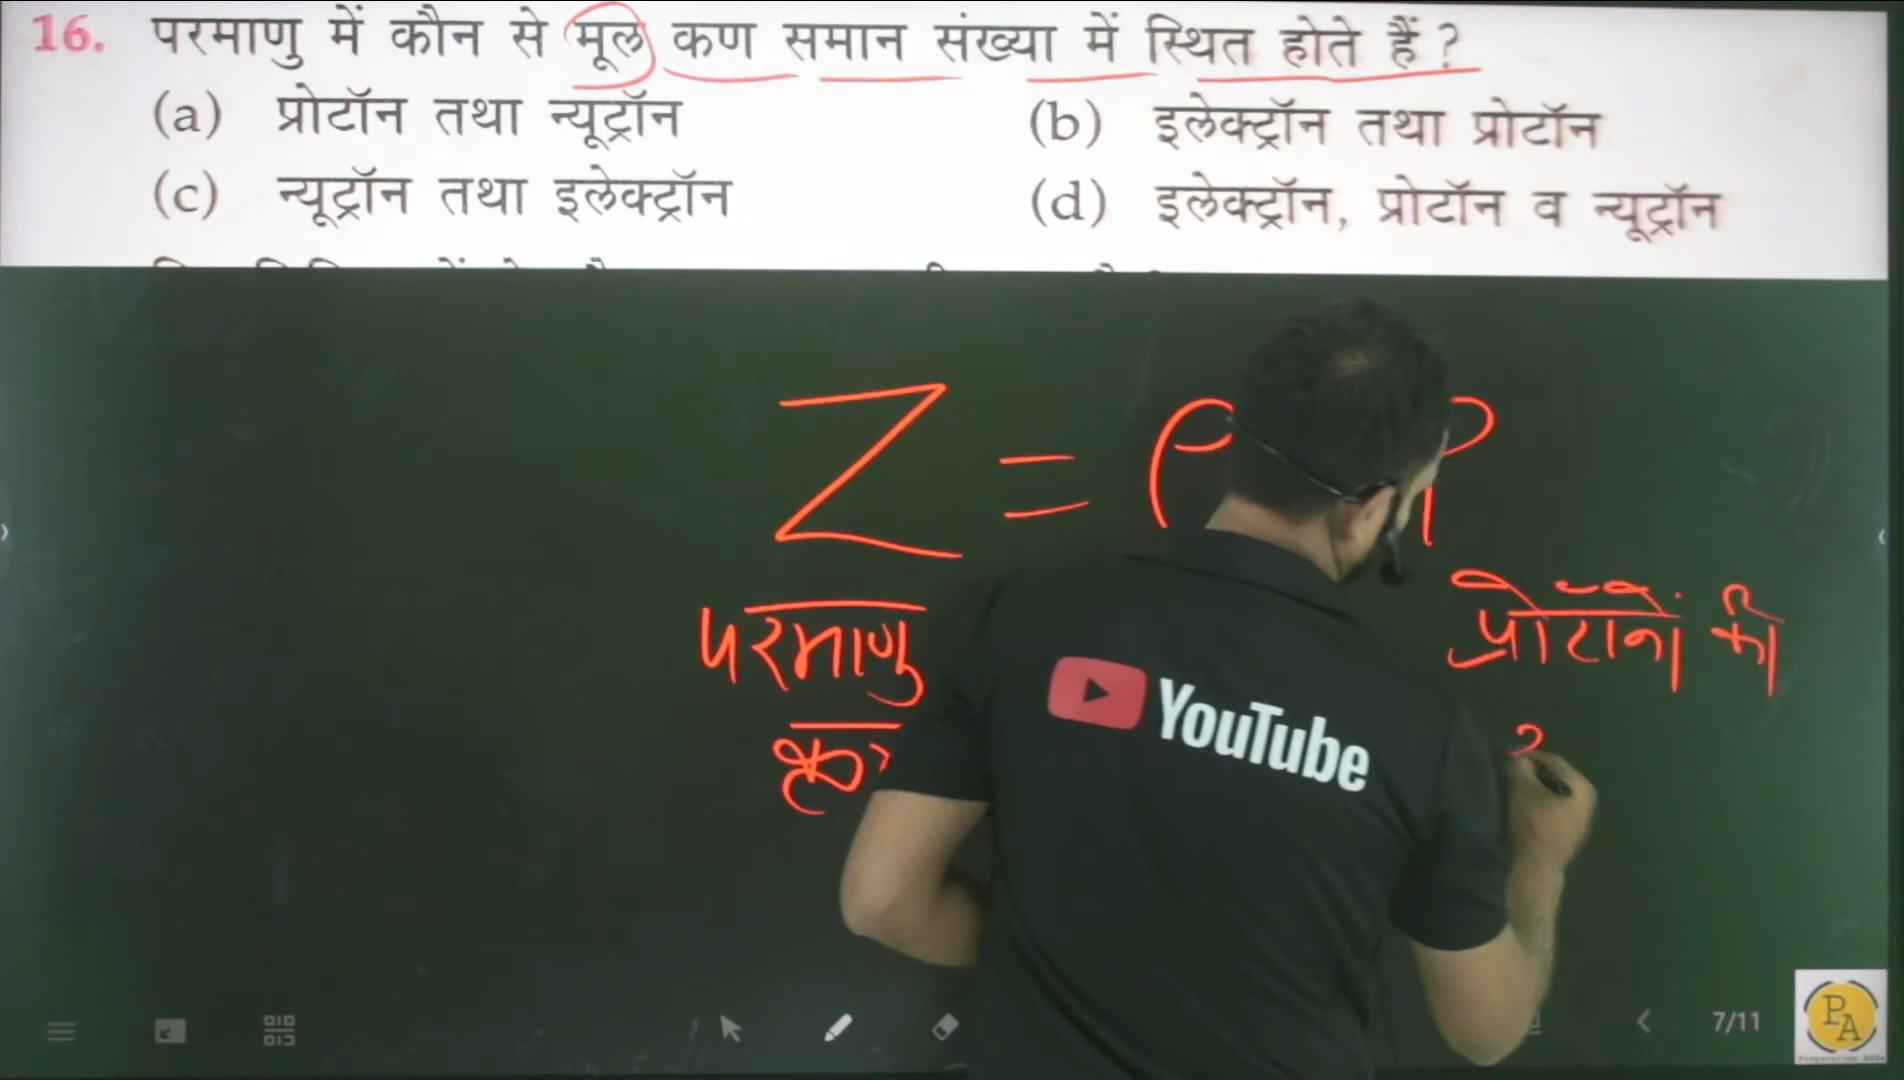 16. परमाणु में कौन से मूल कण समान संख्या में स्थित होते हैं ?
(a) प्रोटॉन तथा न्यूट्रॉन (b) इलेक्ट्रॉन तथा प्रोटॉन
(c) न्यूट्रॉन तथा इलेक्ट्रॉन (d) इलेक्ट्रॉन, प्रोटॉन व न्यूट्रॉन
Z = e P
परमाणु
प्रोटानों की
YouTube
7/11
PA